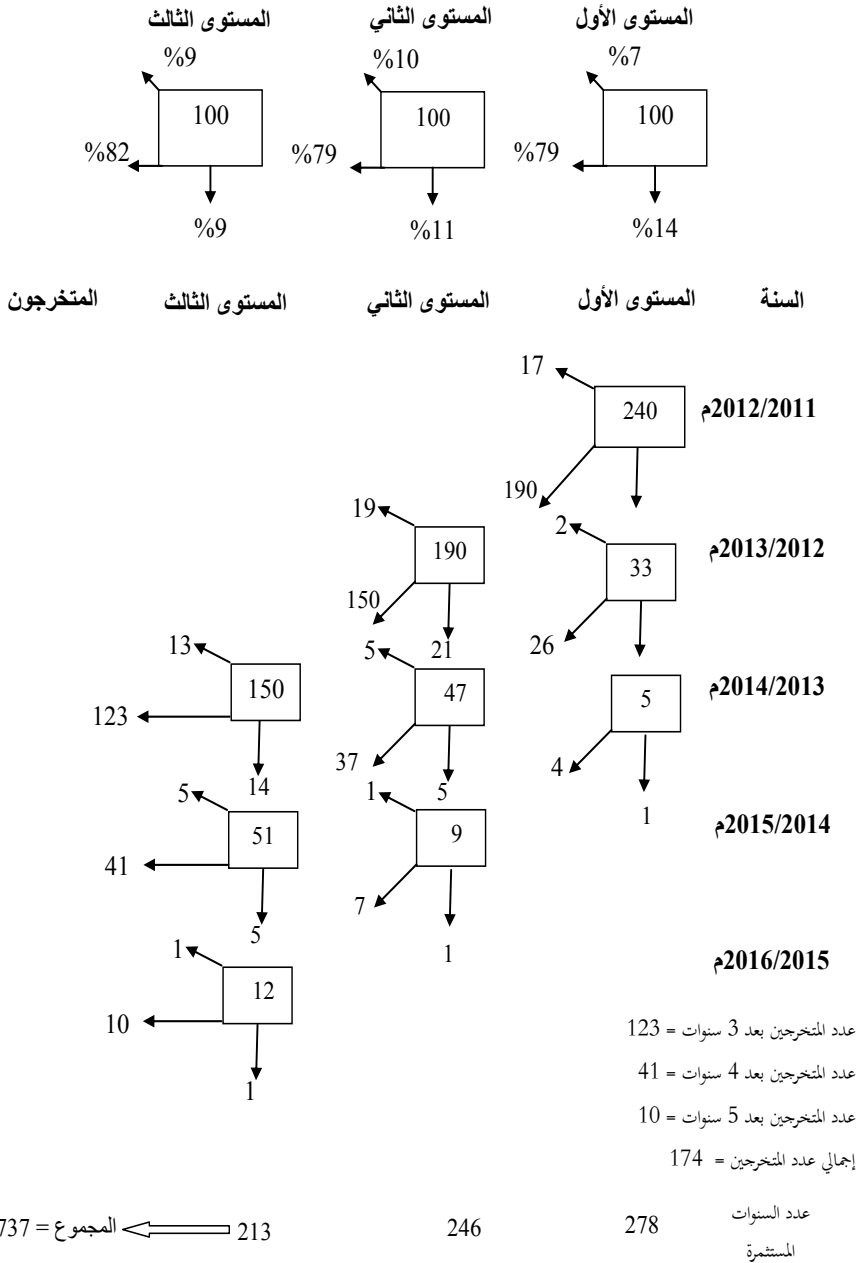 المستوى الأول المستوى الثاني المستوى الثالث
%7 %10 %9
100 100 100
%79 %79 %82
%14 %11 %9
السنة المستوى الأول المستوى الثاني المستوى الثالث المتخرجون
17
2012/2011م 240
190
2 19
2013/2012م 33 190
26 150
21
5 13
2014/2013م 5 47 150
123
4 37
5 14
1 5
2015/2014م 1 9 51
41
7
1 5
1
2016/2015م 12
10
1
عدد المتخرجين بعد 3 سنوات = 123
عدد المتخرجين بعد 4 سنوات = 41
عدد المتخرجين بعد 5 سنوات = 10
إجمالي عدد المتخرجين = 174
عدد السنوات
المستثمرة
278 246 213 المجموع = 737